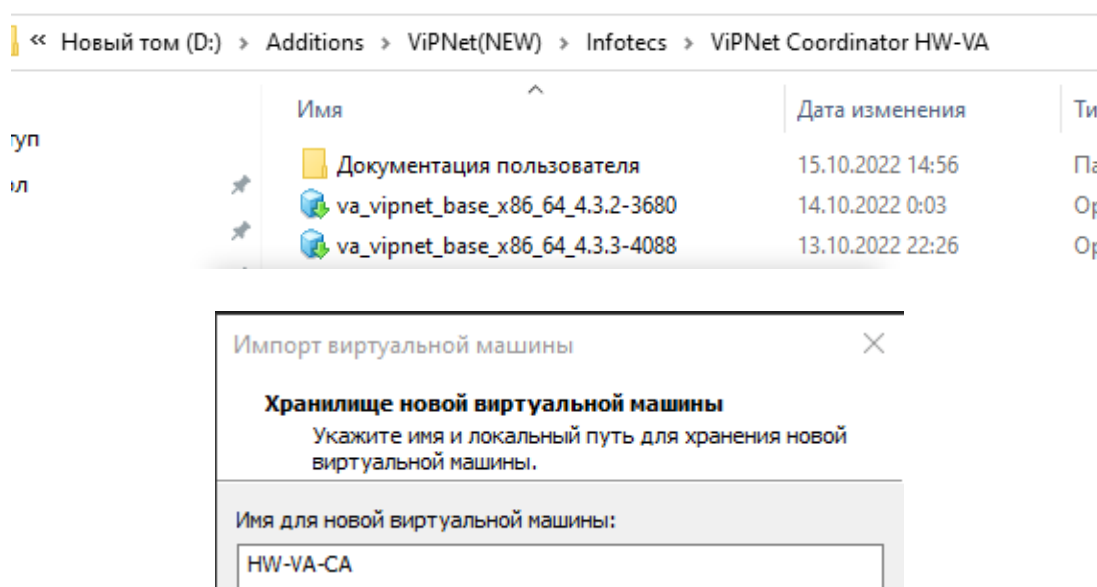 « Новый том (D:) > Additions > ViPNet(NEW) > Infotecs > ViPNet Coordinator HW-VA
Имя Дата изменения
Документация пользователя 15.10.2022 14:56
va_vipnet_base_x86_64_4.3.2-3680 14.10.2022 0:03
va_vipnet_base_x86_64_4.3.3-4088 13.10.2022 22:26
Импорт виртуальной машины
Хранилище новой виртуальной машины
Укажите имя и локальный путь для хранения новой
виртуальной машины.
Имя для новой виртуальной машины:
HW-VA-CA